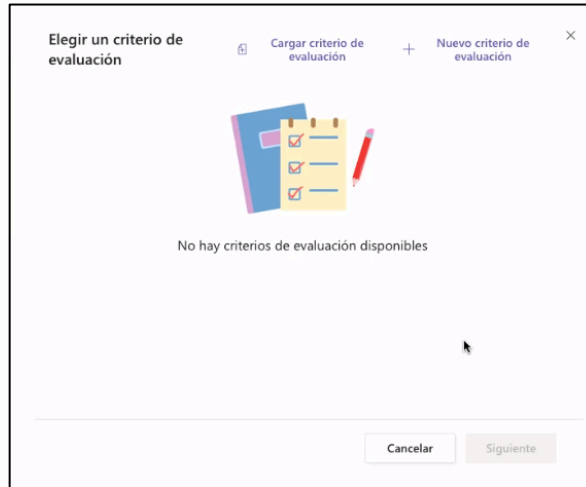 Elegir un criterio de
evaluación
Cargar criterio de
evaluación
Nuevo criterio de
evaluación
No hay criterios de evaluación disponibles
Cancelar
Siguiente